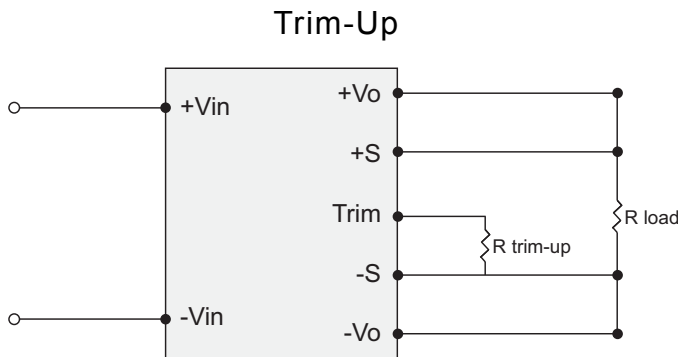 Trim-Up
+Vin
-Vin
+Vo
+S
Trim
-S
-Vo
R trim-up
R load